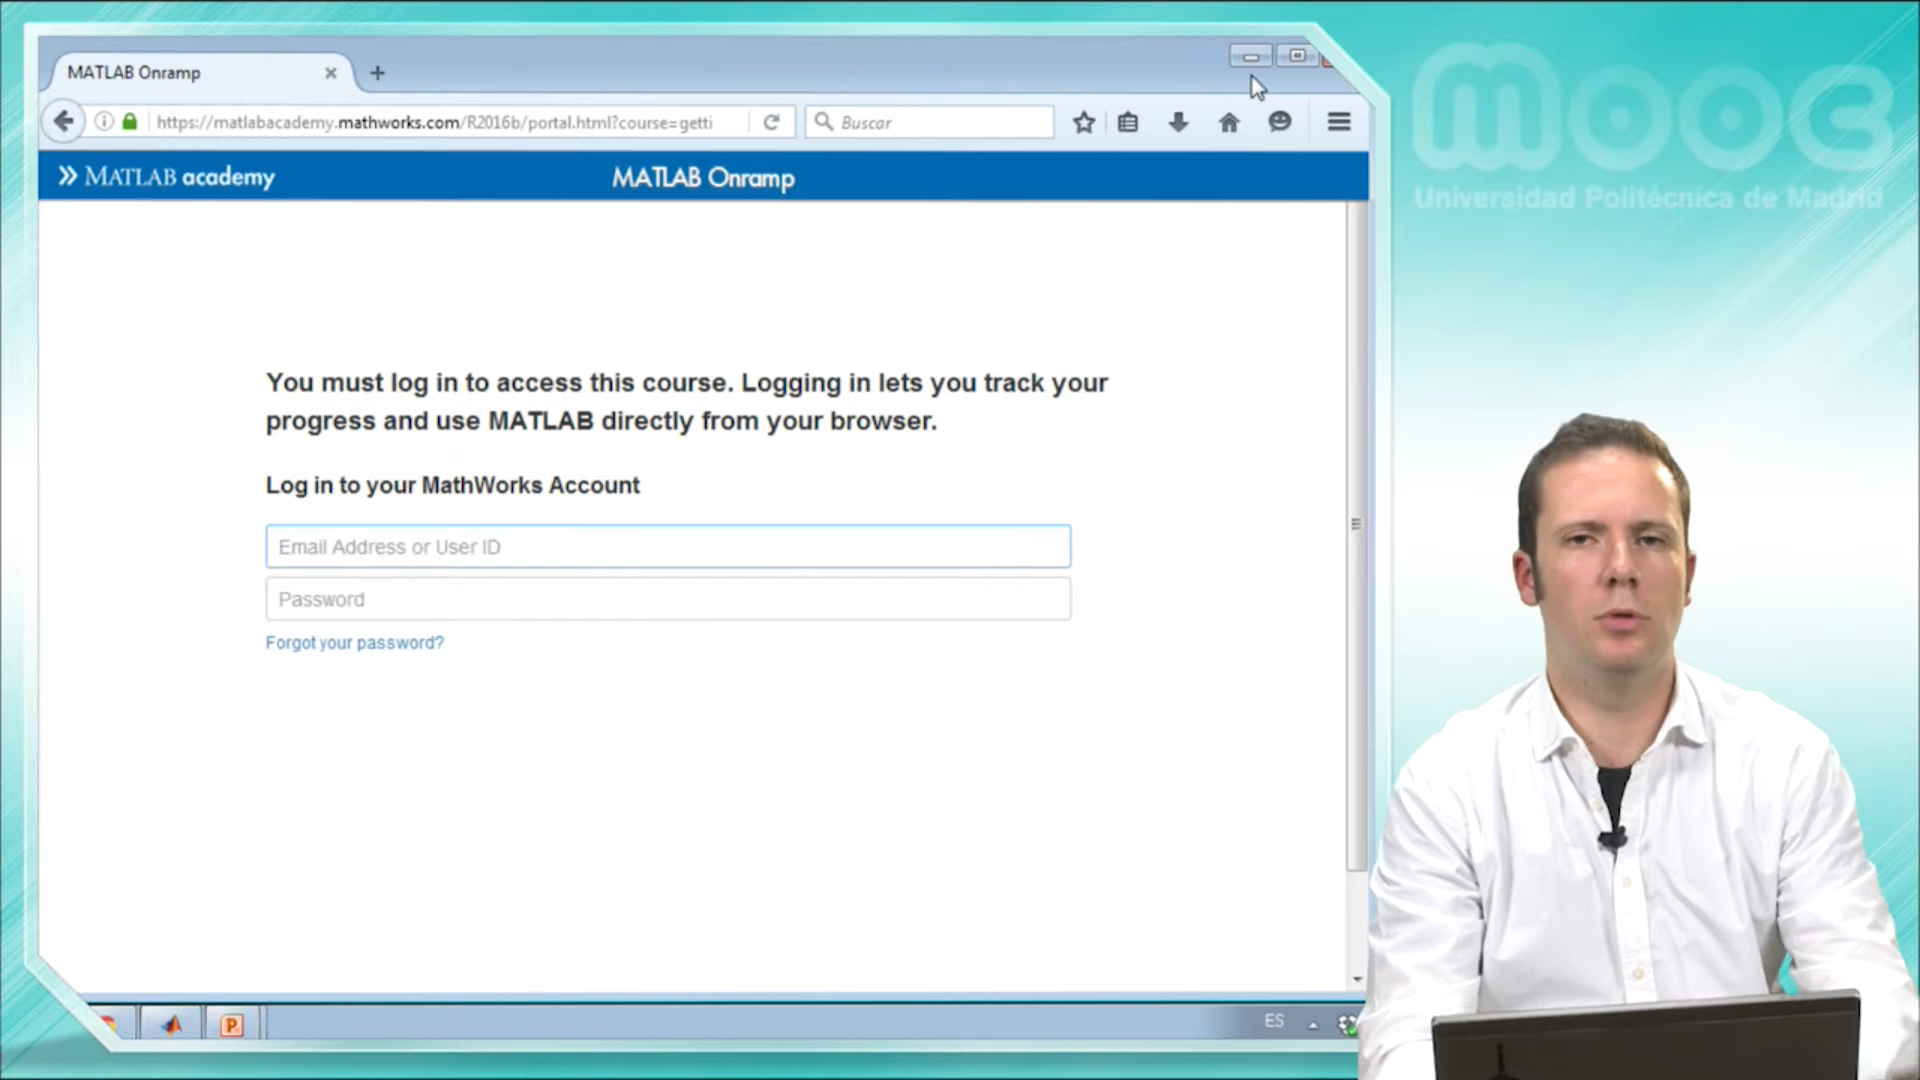 MATLAB Onramp
https://matlabacademy.mathworks.com/R2016b/portal.html?course=getti
Buscar
MATLAB academy
MATLAB Onramp
You must log in to access this course. Logging in lets you track your
progress and use MATLAB directly from your browser.
Log in to your MathWorks Account
Email Address or User ID
Password
Forgot your password?
ES
mooc
Universidad Politécnica de Madrid